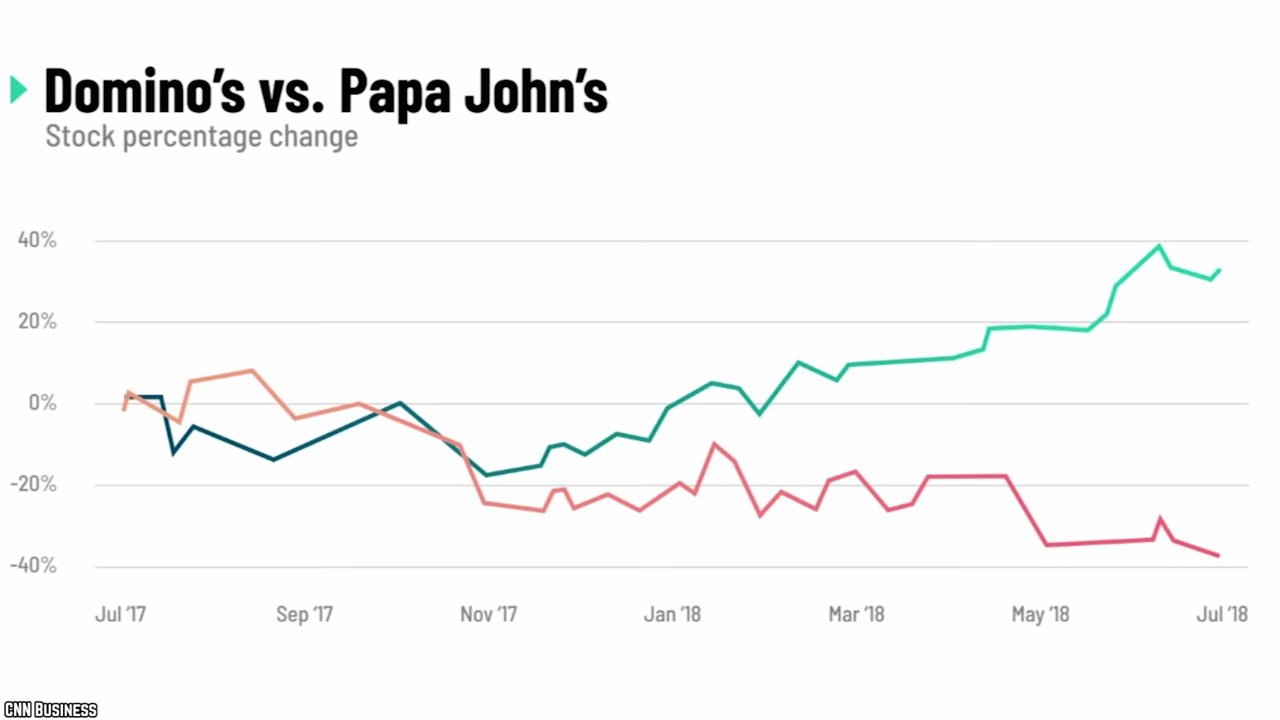 Domino’s vs. Papa John’s
Stock percentage change
40%
20%
0%
-20%
-40%
Jul ’17 Sep ’17 Nov ’17 Jan ’18 Mar ’18 May ’18 Jul ’18
CNN Business